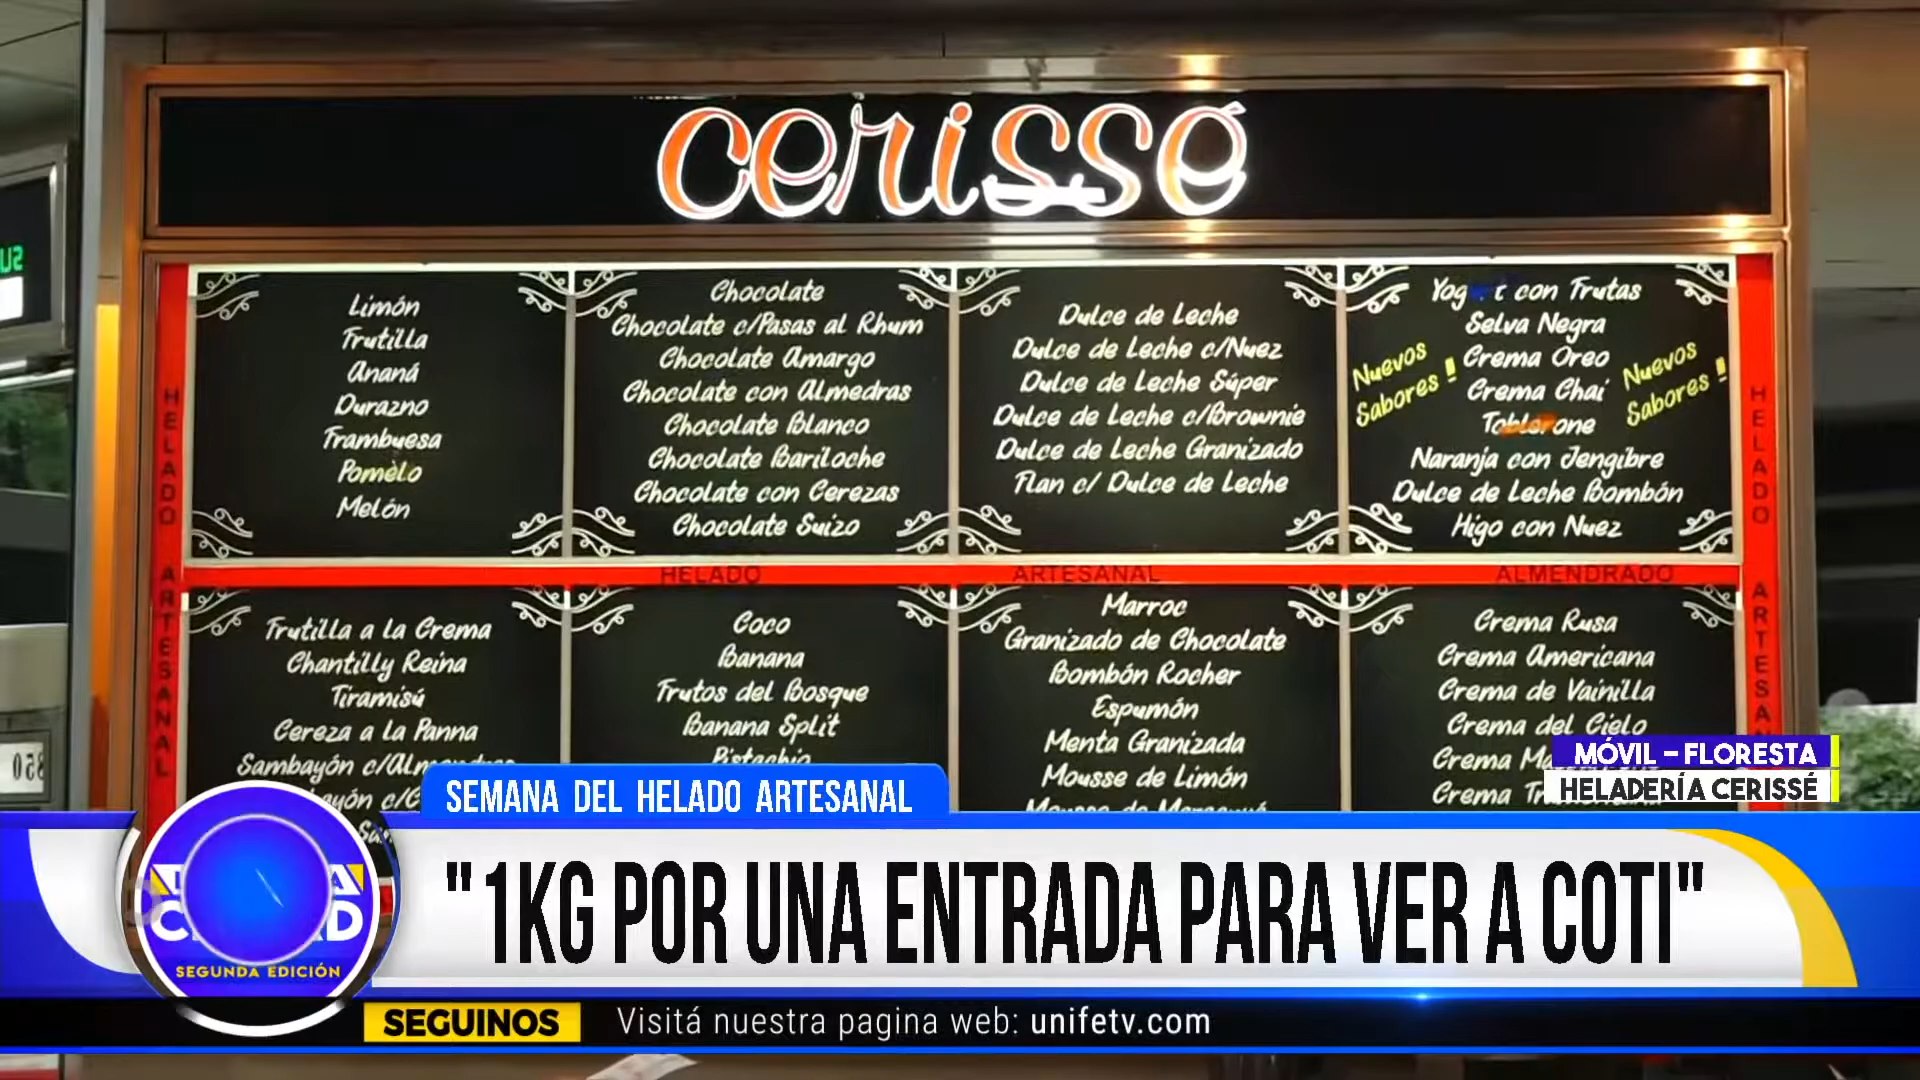 cerissé
Limón
Frutilla
Ananá
Durazno
Frambuesa
Pomelo
Melón
Chocolate
Chocolate c/Pasas al Rhum
Chocolate Amargo
Chocolate con Almedras
Chocolate Blanco
Chocolate Bariloche
Chocolate con Cerezas
Chocolate Suizo
Dulce de Leche
Dulce de Leche c/Nuez
Dulce de Leche Súper
Dulce de Leche c/Brownie
Dulce de Leche Granizado
Flan c/ Dulce de Leche
con Frutas
Selva Negra
Crema Oreo
Crema Chai
Toblerone
Naranja con Jengibre
Dulce de Leche Bombón
Higo con Nuez
Nuevos
Sabores !
Nuevos
Sabores !
HELADO ARTESANAL
HELADO ARTESANAL ALMENDRADO
HELADO
Frutilla a la Crema
Chantilly Reina
Tiramisú
Cereza a la Panna
Sambayón
Coco
Banana
Frutos del Bosque
Banana Split
Pistachio
Marroc
Granizado de Chocolate
Bombón Rocher
Espumón
Menta Granizada
Mousse de Limón
Crema Rusa
Crema Americana
Crema de Vainilla
Crema del Cielo
Crema
Crema
MÓVIL - FLORESTA
HELADERÍA CERISSÉ
SEMANA DEL HELADO ARTESANAL
"1KG POR UNA ENTRADA PARA VER A COTI"
SEGUNDA EDICIÓN
SEGUINOS Visitá nuestra pagina web: unifetv.com